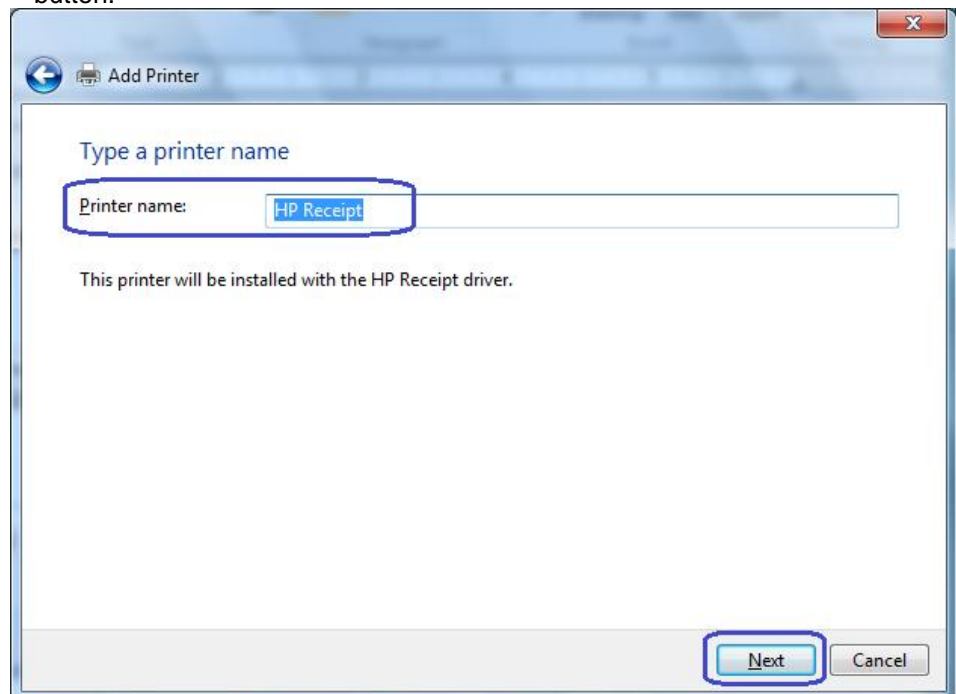 button.
Add Printer
Type a printer name
Printer name: HP Receipt
This printer will be installed with the HP Receipt driver.
Next Cancel